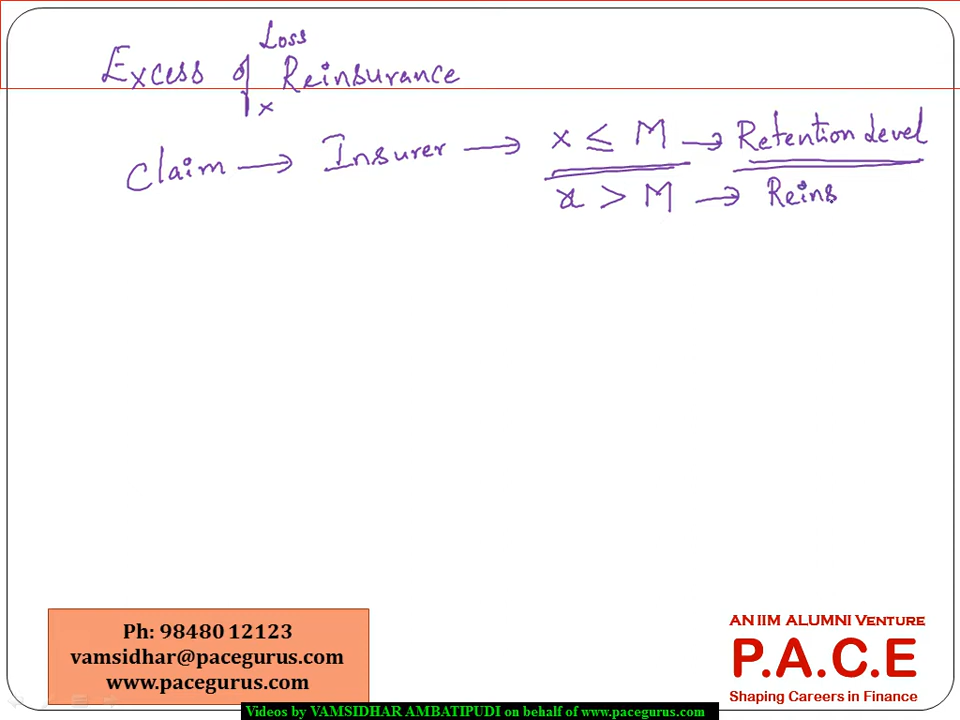 Excess of Loss Reinsurance
x
Claim → Insurer → x ≤ M → Retention Level
x > M → Reins
Ph: 98480 12123
vamsidhar@pacegurus.com
www.pacegurus.com
AN IIM ALUMNI VENTURE
P.A.C.E
Shaping Careers in Finance
Videos by VAMSIDHAR AMBATIPUDI on behalf of www.pacegurus.com